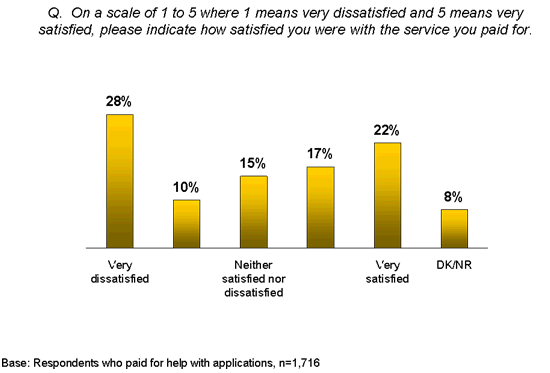 Q. On a scale of 1 to 5 where 1 means very dissatisfied and 5 means very
satisfied, please indicate how satisfied you were with the service you paid for.
28%
10%
15%
17%
22%
8%
Very
dissatisfied
Neither
satisfied nor
dissatisfied
Very
satisfied
DK/NR
Base: Respondents who paid for help with applications, n=1,716